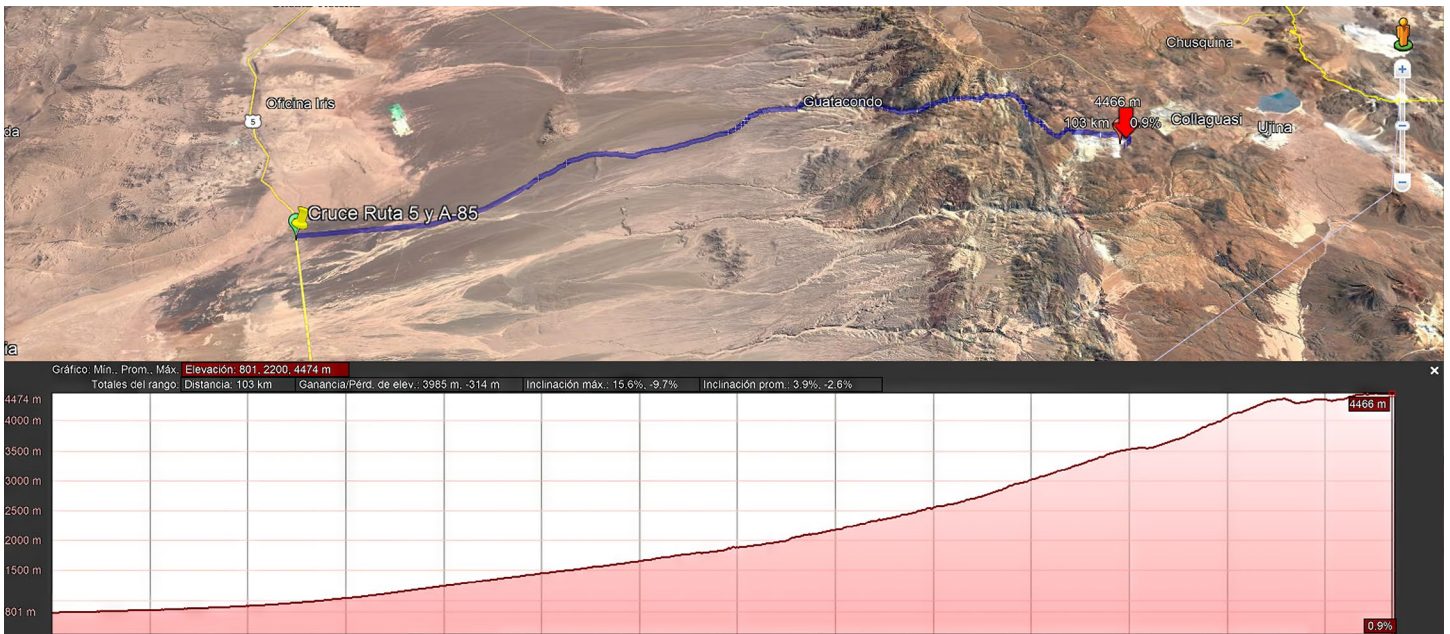 Chusquina
Oficina Iris
5
Guatacondo
4466 m
103 km
0.9%
Collaguasi
Ujina
da
Cruce Ruta 5 y A-85
ía
Gráfico: Mín., Prom., Máx. Elevación: 801, 2200, 4474 m
Totales del rango: Distancia: 103 km Ganancia/Pérd. de elev.: 3985 m, -314 m Inclinación máx.: 15.6%, -9.7% Inclinación prom.: 3.9%, -2.6%
4474 m
4466 m
4000 m
3500 m
3000 m
2500 m
2000 m
1500 m
801 m
0.9%